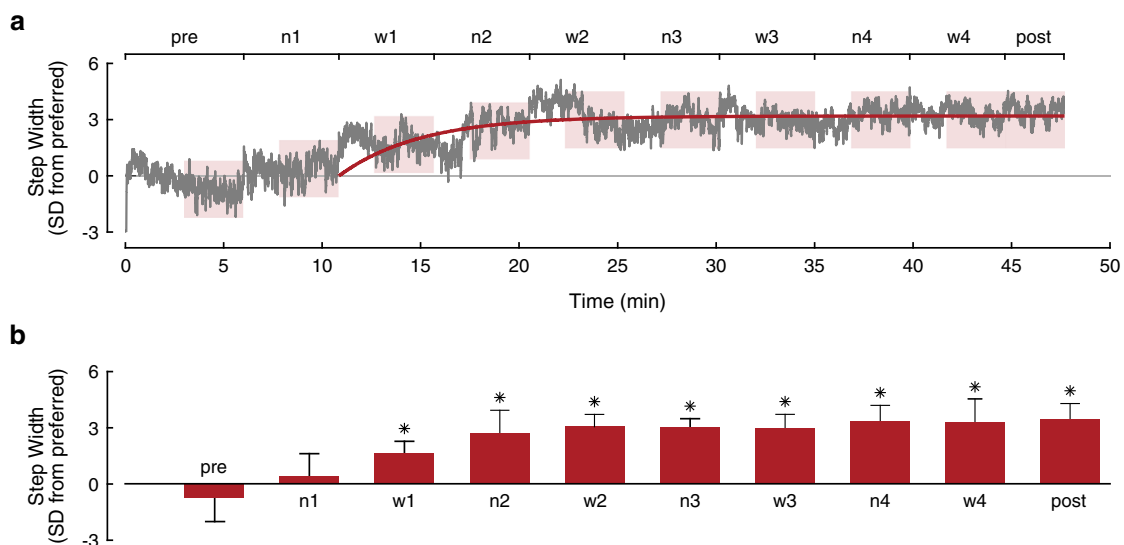 a
pre n1 w1 n2 w2 n3 w3 n4 w4 post
Step Width
(SD from preferred)
6
3
0
-3
0 5 10 15 20 25 30 35 40 45 50
Time (min)
b
Step Width
(SD from preferred)
6
3
0
-3
* * * * * * * *
pre
n1 w1 n2 w2 n3 w3 n4 w4 post